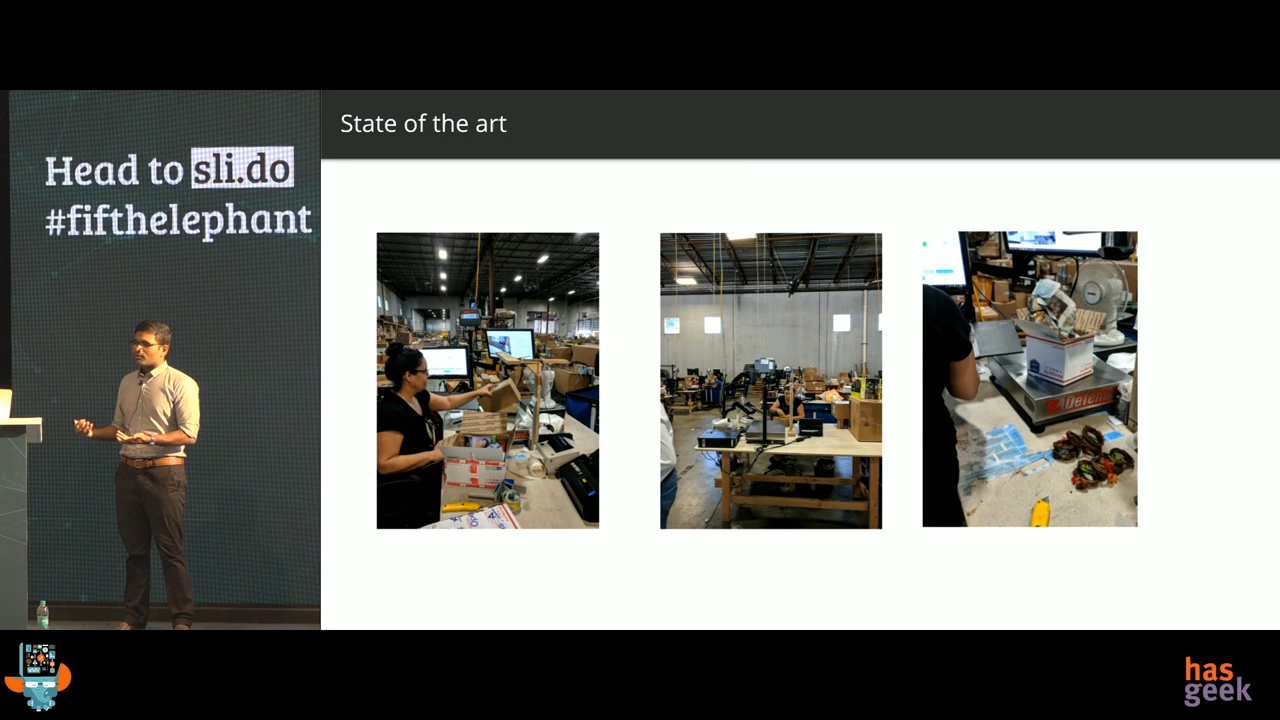 Head to sli.do
#fifthelephant
State of the art
has
geek